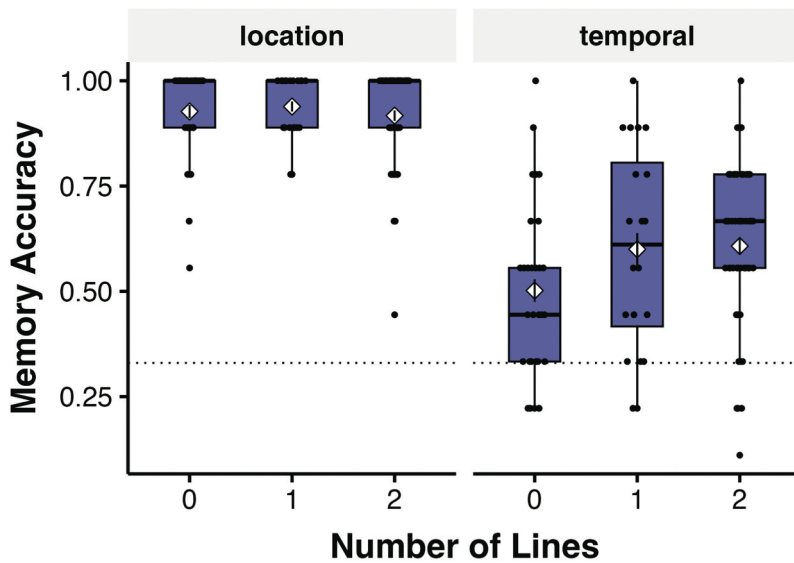 location temporal
Memory Accuracy
1.00
0.75
0.50
0.25
0 1 2 0 1 2
Number of Lines